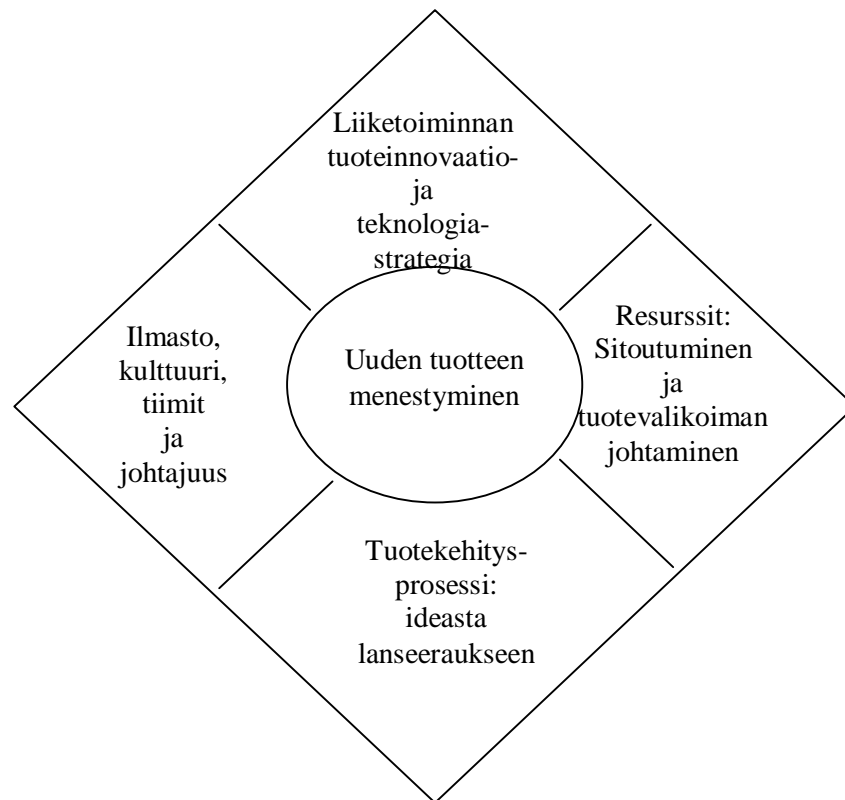 Liiketoiminnan
tuoteinnovaatio-
ja
teknologia-
strategia
Ilmasto,
kulttuuri,
tiimit
ja
johtajuus
Uuden tuotteen
menestyminen
Resurssit:
Sitoutuminen
ja
tuotevalikoiman
johtaminen
Tuotekehitys-
prosessi:
ideasta
lanseeraukseen